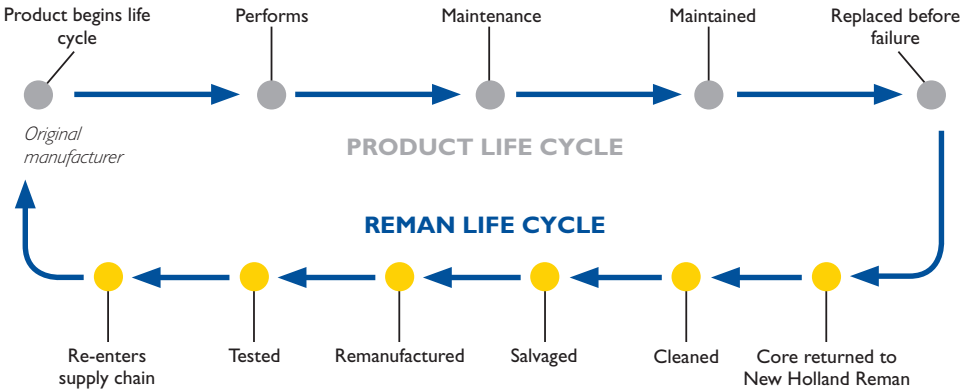 Product begins life
cycle
Performs
Maintenance
Maintained
Replaced before
failure
Original
manufacturer
PRODUCT LIFE CYCLE
REMAN LIFE CYCLE
Re-enters
supply chain
Tested
Remanufactured
Salvaged
Cleaned
Core returned to
New Holland Reman